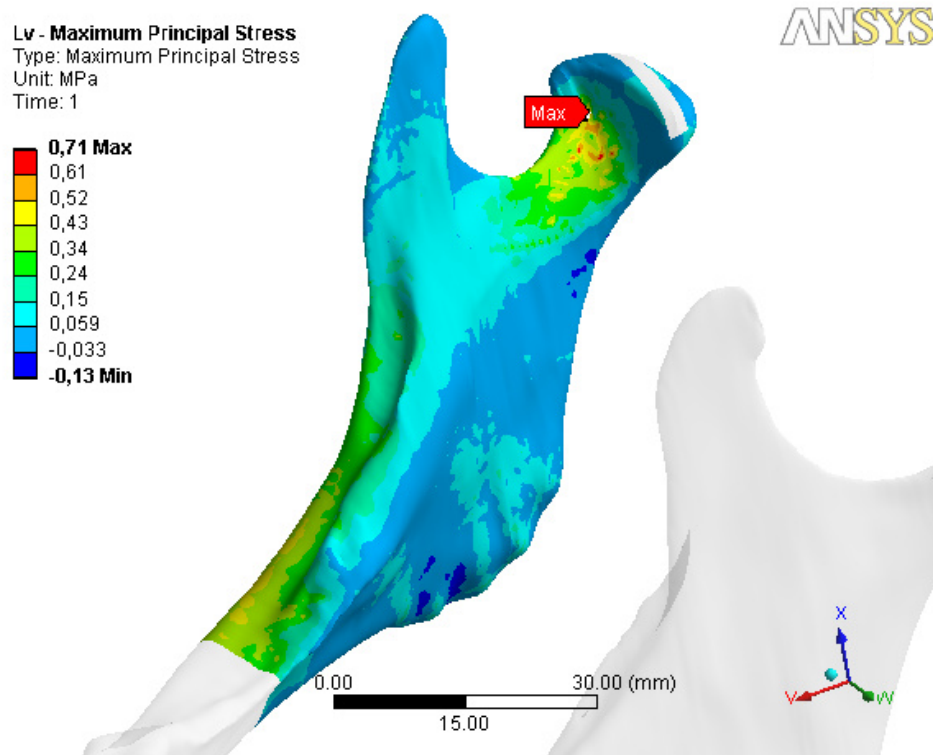 Lv - Maximum Principal Stress
Type: Maximum Principal Stress
Unit: MPa
Time: 1
ANSYS
0,71 Max
0,61
0,52
0,43
0,34
0,24
0,15
0,059
-0,033
-0,13 Min
Max
0.00
30.00 (mm)
15.00
X
V
W